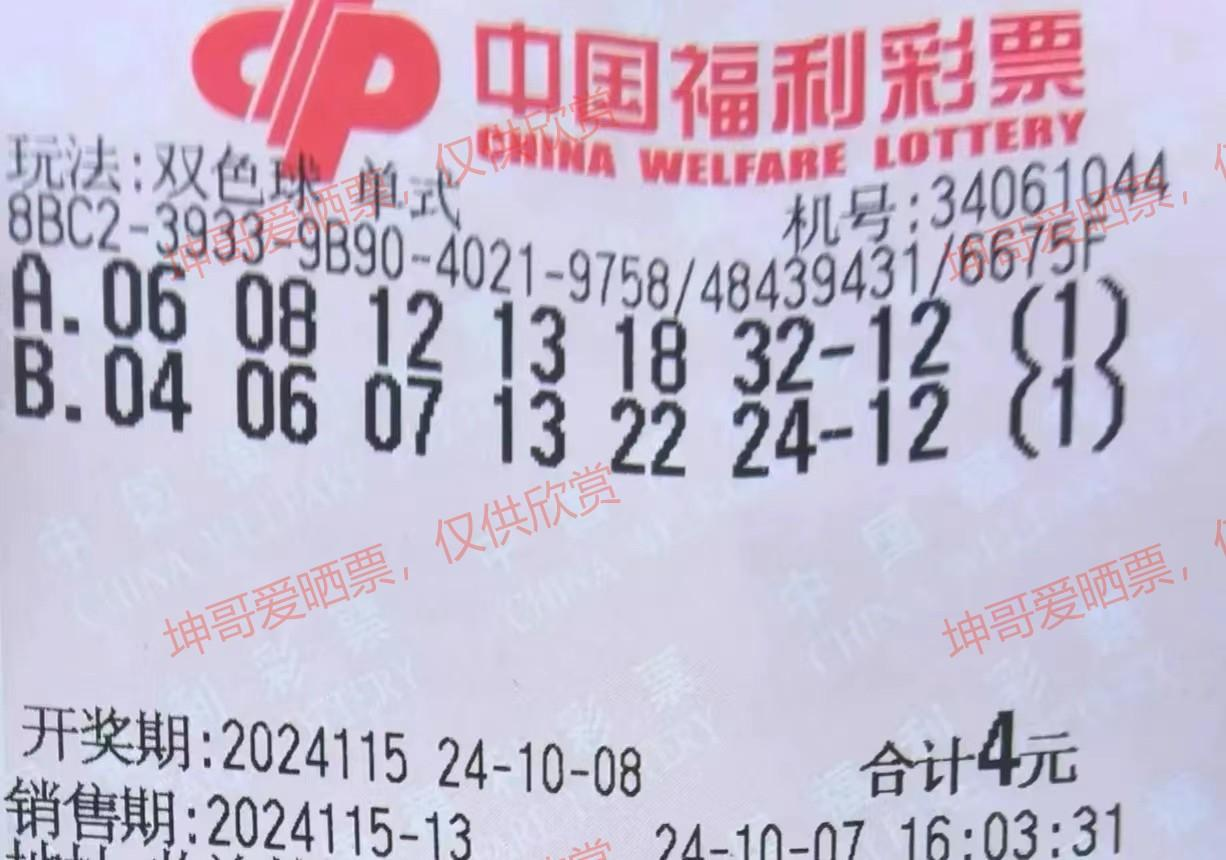 中国福利彩票
CHINA WELFARE LOTTERY
玩法:双色球 单式
机号:34061044
8BC2-3933-9B90-4021-9758/48439431/6675F
A.06 08 12 13 18 32-12 (1)
B.04 06 07 13 22 24-12 (1)
开奖期:2024115 24-10-08 合计4元
销售期:2024115-13 24-10-07 16:03:31
坤哥爱晒票，仅供欣赏
坤哥爱晒票，仅供欣赏
坤哥爱晒票，
坤哥爱晒票，
仅供欣赏